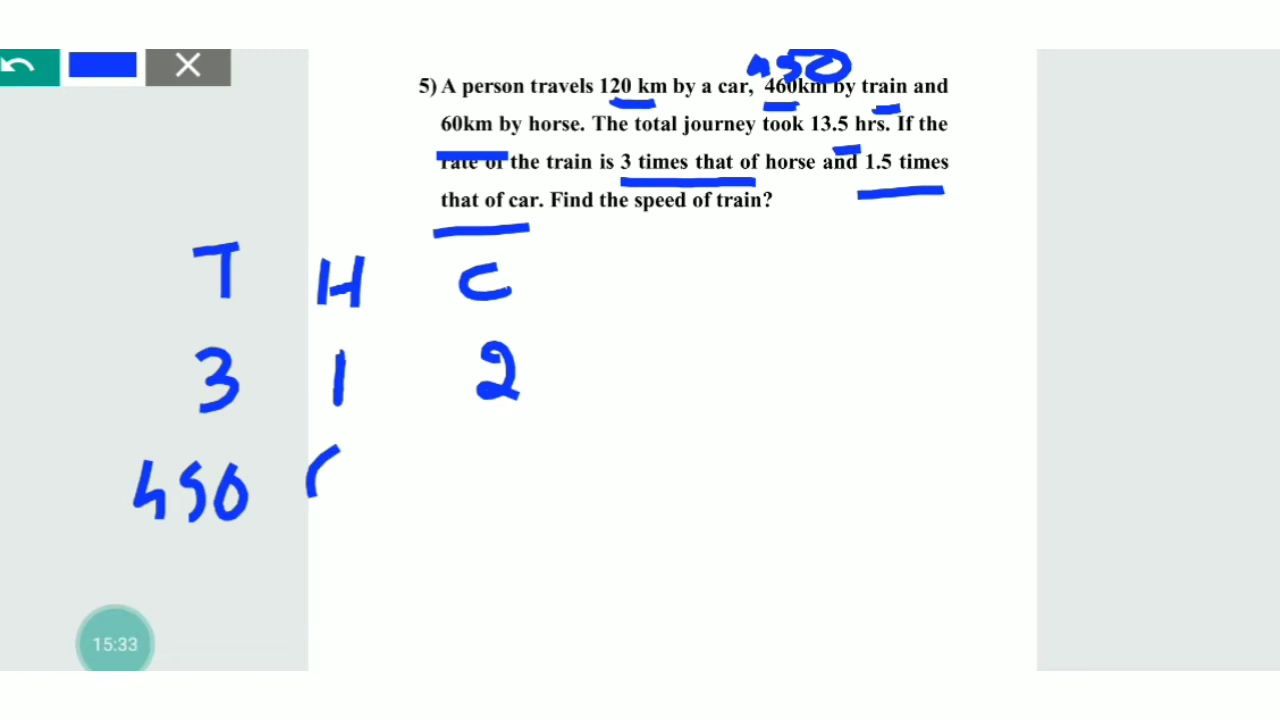 450
5) A person travels 120 km by a car, 460km by train and
60km by horse. The total journey took 13.5 hrs. If the
rate of the train is 3 times that of horse and 1.5 times
that of car. Find the speed of train?
T H C
3 1 2
450 (
15:33